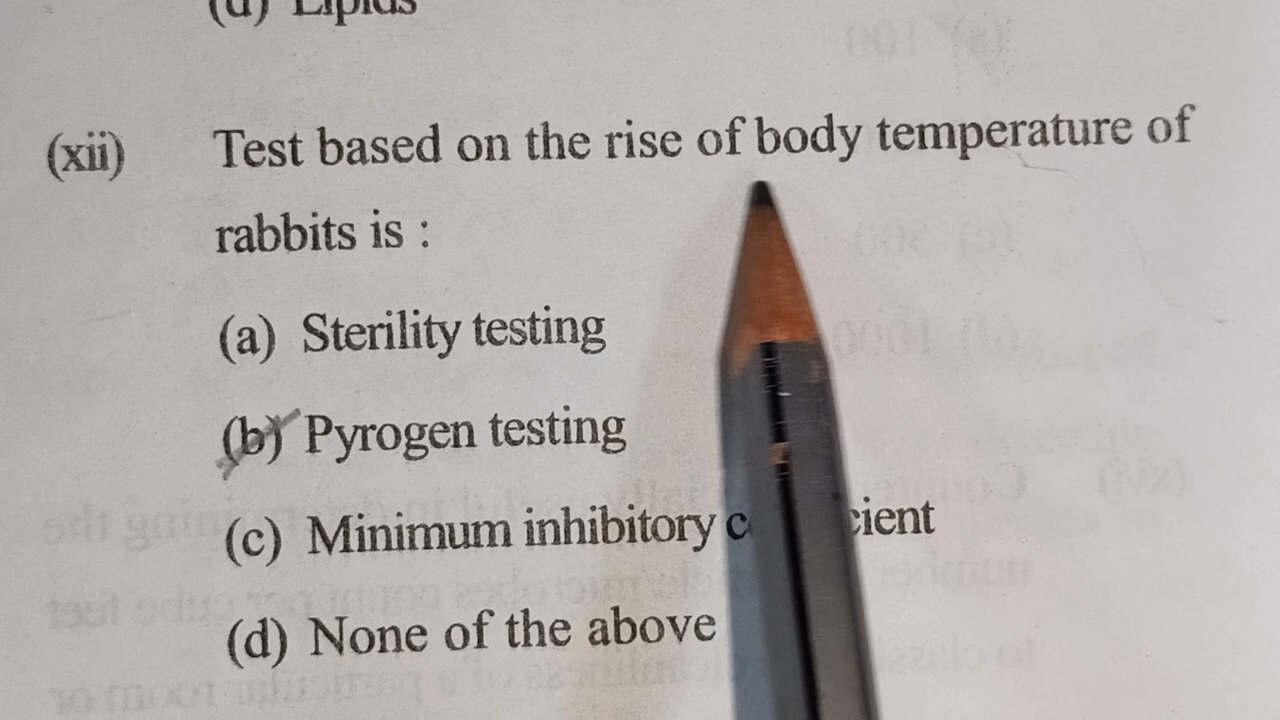 (d) Lipids
(xii) Test based on the rise of body temperature of
rabbits is :
(a) Sterility testing
(b) Pyrogen testing
(c) Minimum inhibitory
(d) None of the above